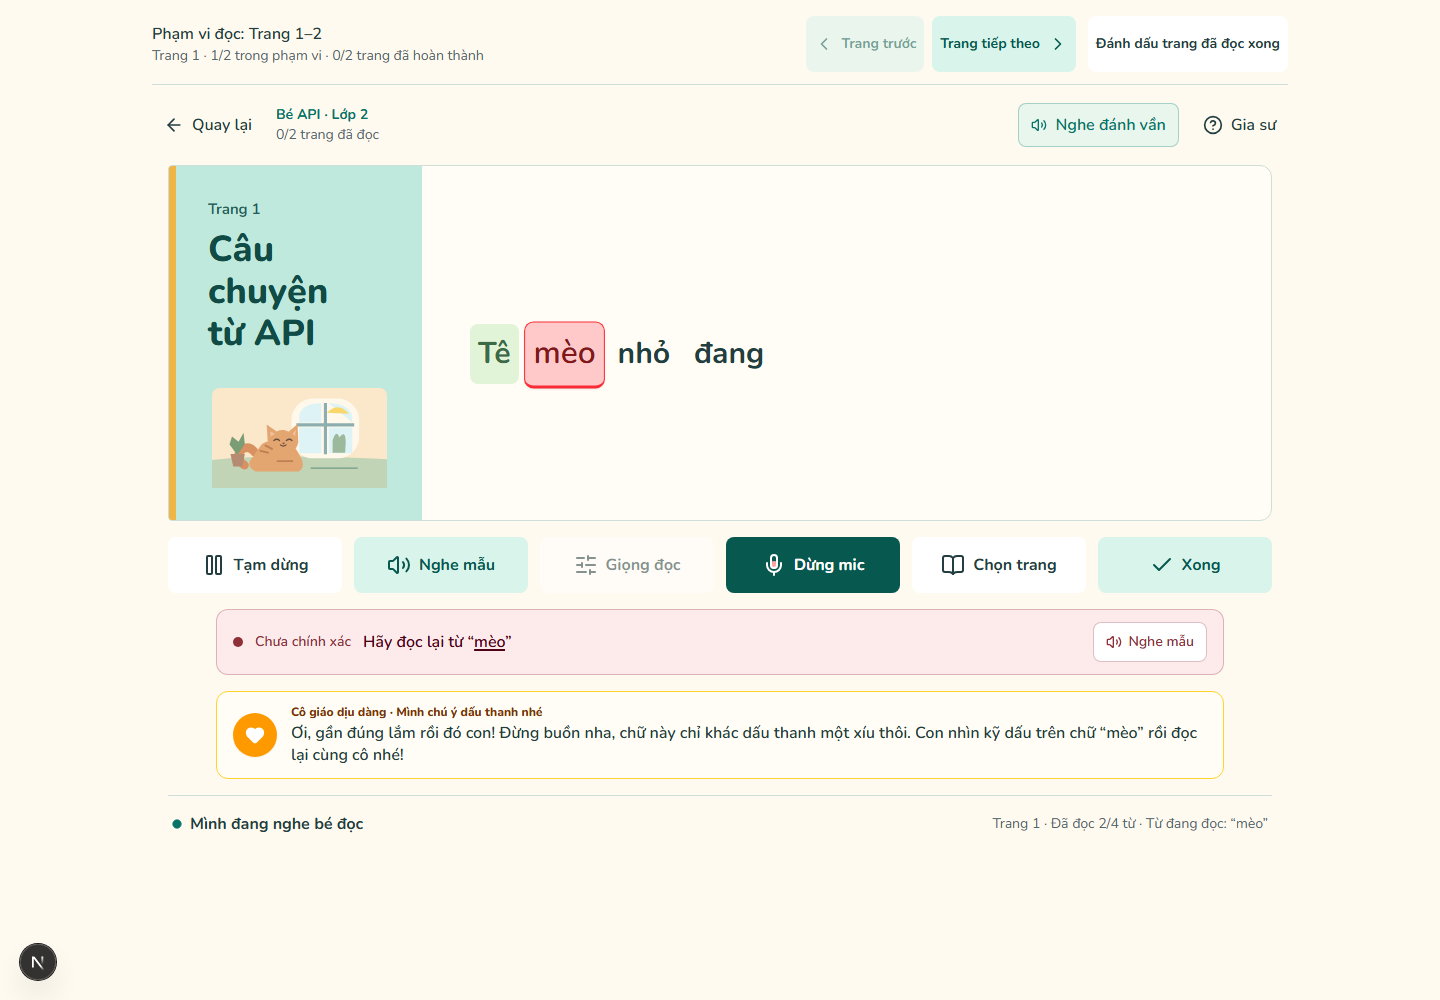 Phạm vi đọc: Trang 1–2
Trang 1 · 1/2 trong phạm vi · 0/2 trang đã hoàn thành
Trang trước
Trang tiếp theo
Đánh dấu trang đã đọc xong
Quay lại
Bé API · Lớp 2
0/2 trang đã đọc
Nghe đánh vần
Gia sư
Trang 1
Câu
chuyện
từ API
Tê mèo nhỏ đang
Tạm dừng
Nghe mẫu
Giọng đọc
Dừng mic
Chọn trang
Xong
Chưa chính xác Hãy đọc lại từ “mèo”
Nghe mẫu
Cô giáo dịu dàng · Mình chú ý dấu thanh nhé
Ơi, gần đúng lắm rồi đó con! Đừng buồn nha, chữ này chỉ khác dấu thanh một xíu thôi. Con nhìn kỹ dấu trên chữ “mèo” rồi đọc
lại cùng cô nhé!
Mình đang nghe bé đọc
Trang 1 · Đã đọc 2/4 từ · Từ đang đọc: “mèo”
N